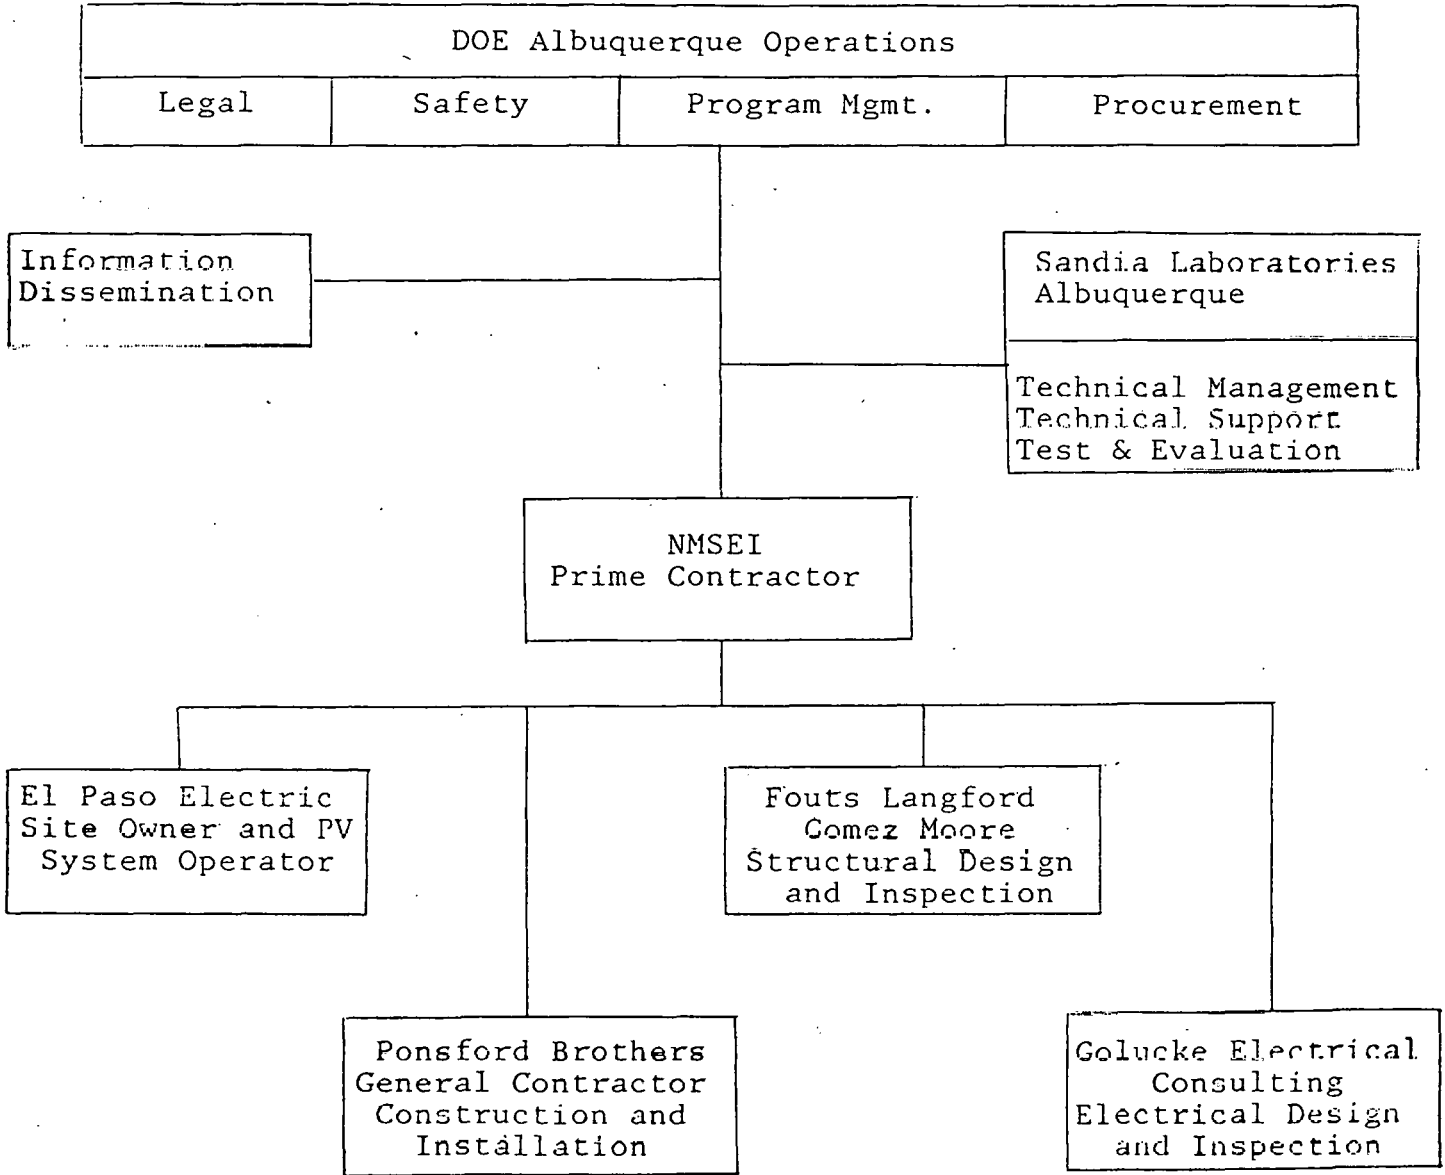 DOE Albuquerque Operations
Legal
Safety
Program Mgmt.
Procurement
Information
Dissemination
Sandia Laboratories
Albuquerque
Technical Management
Technical Support
Test & Evaluation
NMSEI
Prime Contractor
El Paso Electric
Site Owner and PV
System Operator
Fouts Langford
Gomez Moore
Structural Design
and Inspection
Ponsford Brothers
General Contractor
Construction and
Installation
Golucke Electrical
Consulting
Electrical Design
and Inspection